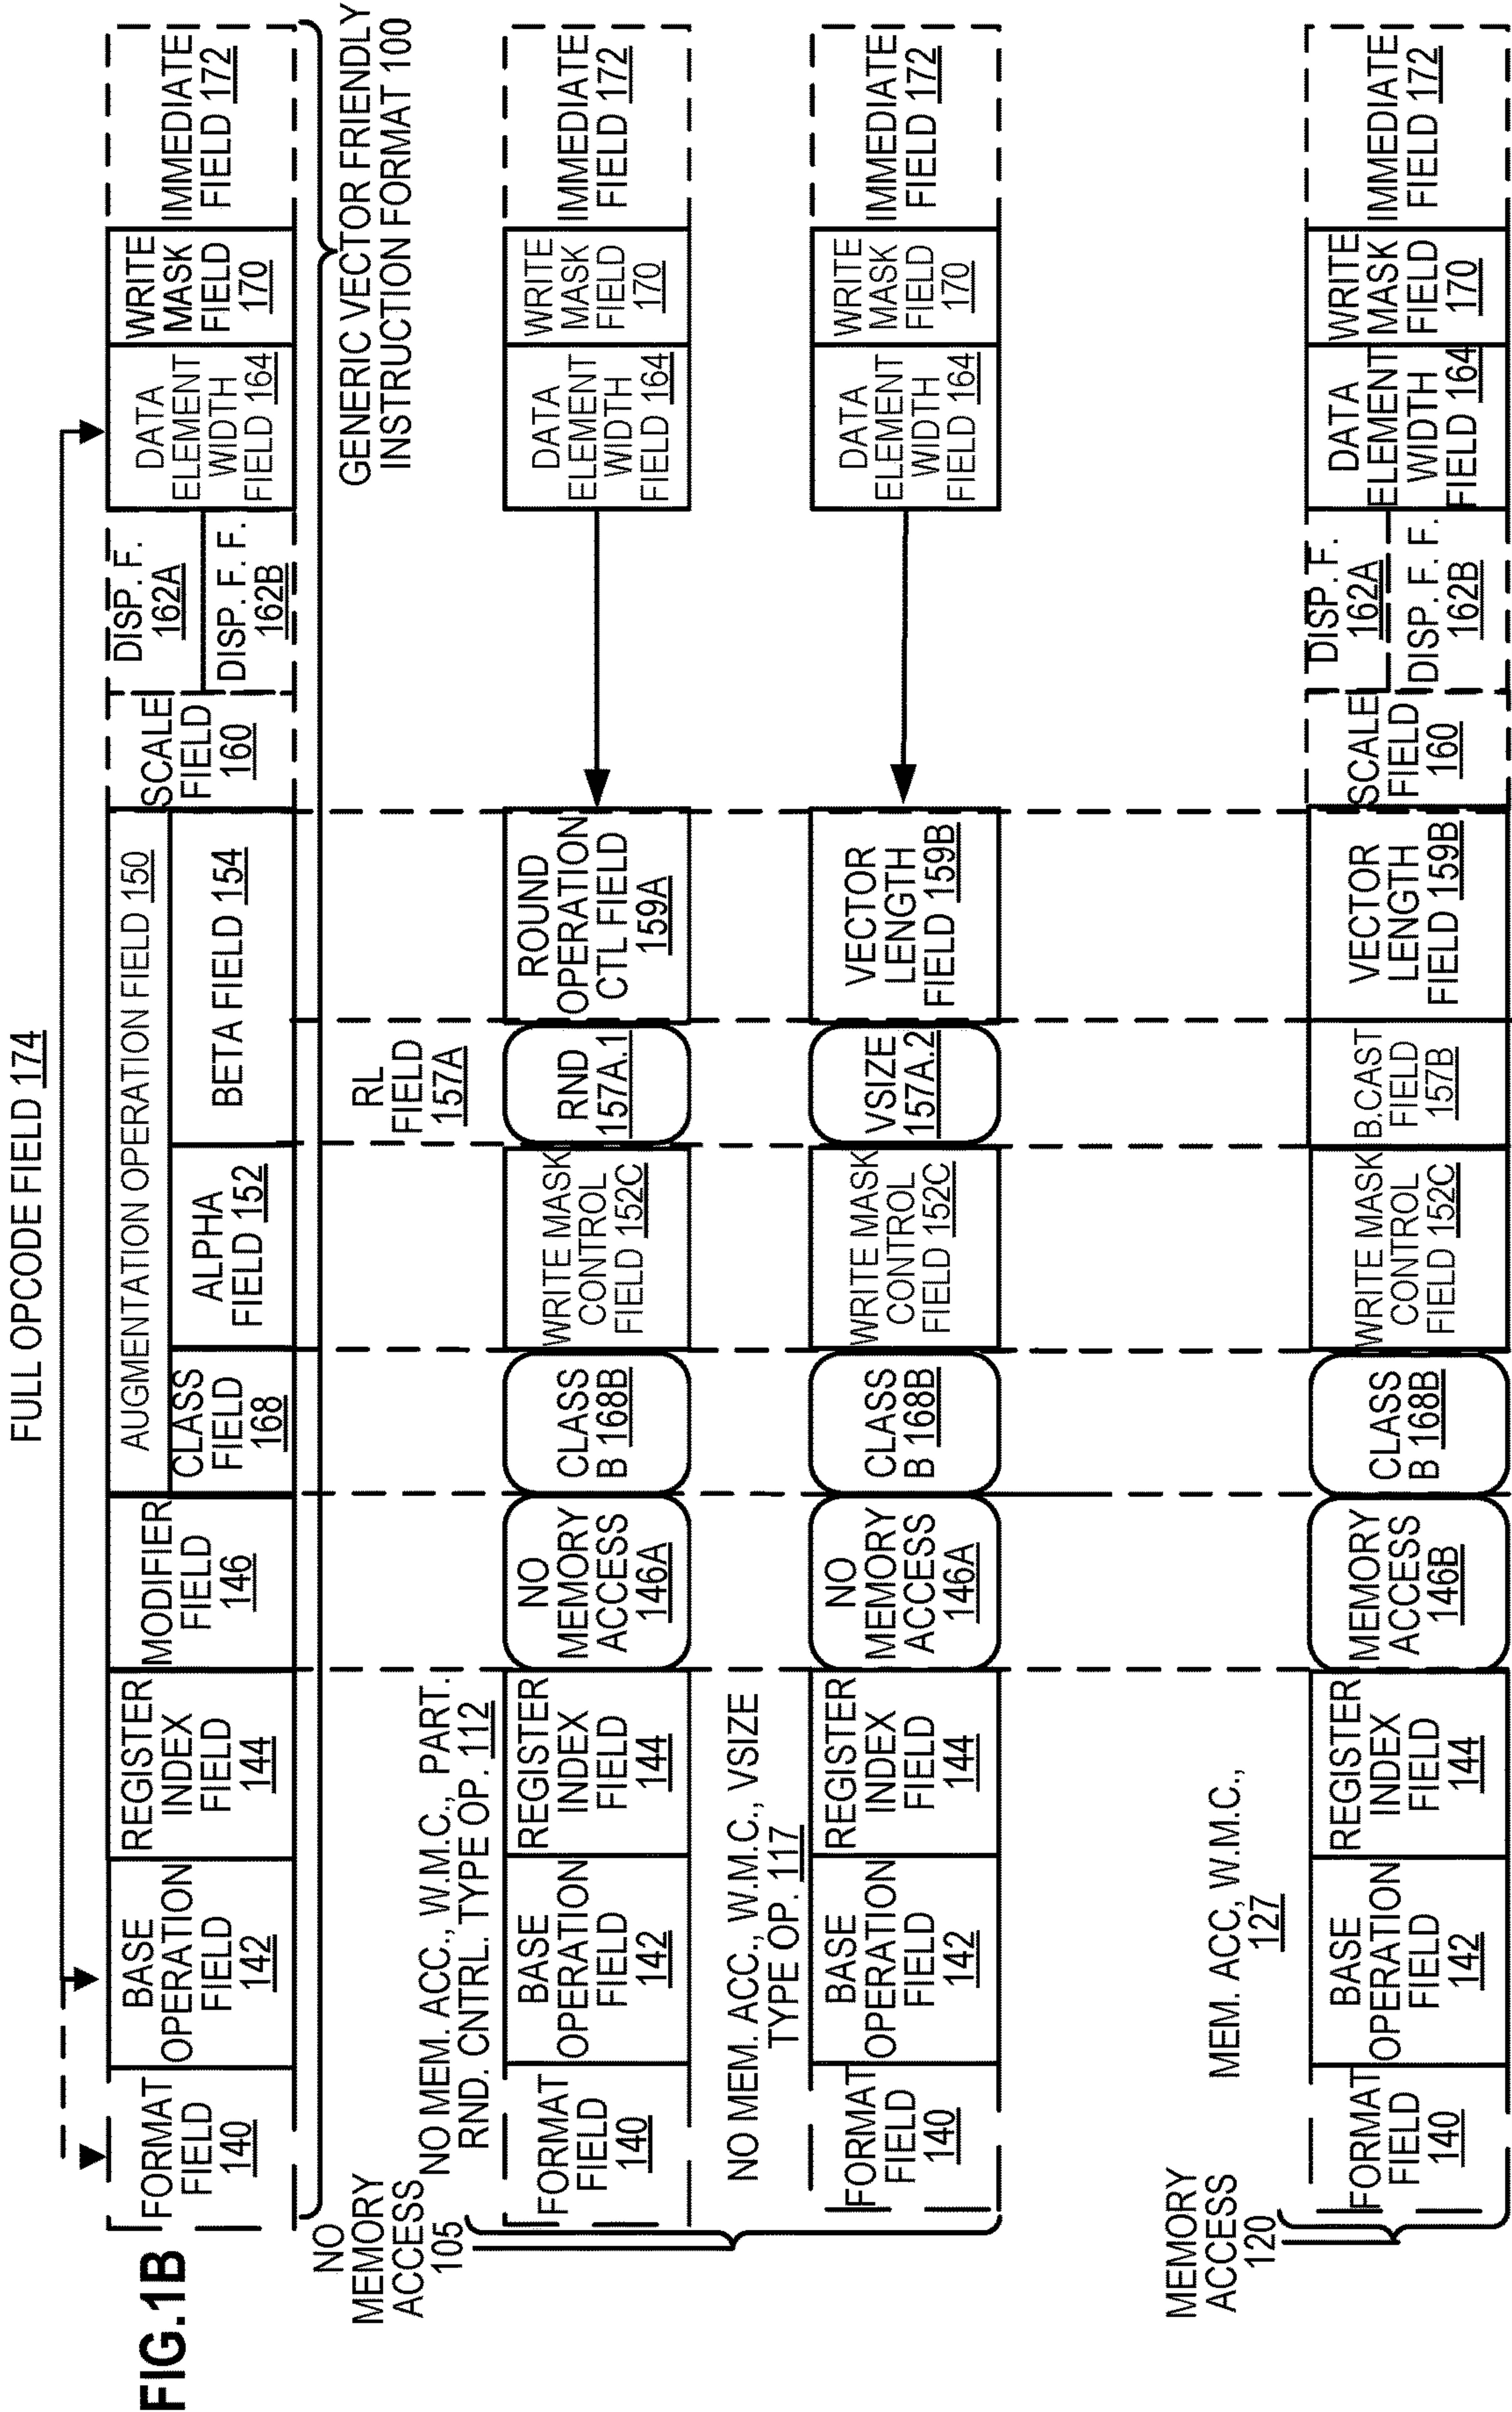 FIG.1B
FULL OPCODE FIELD 174
FORMAT
FIELD
140
BASE
OPERATION
FIELD
142
REGISTER
INDEX
FIELD
144
MODIFIER
FIELD
146
AUGMENTATION OPERATION FIELD 150
CLASS
FIELD
168
ALPHA
FIELD 152
BETA FIELD 154
SCALE
FIELD
160
DISP. F.
162A
DISP. F. F.
162B
DATA
ELEMENT
WIDTH
FIELD 164
WRITE
MASK
FIELD
170
IMMEDIATE
FIELD 172
GENERIC VECTOR FRIENDLY
INSTRUCTION FORMAT 100
NO
MEMORY
ACCESS
105
NO MEM. ACC., W.M.C., PART.
RND. CNTRL. TYPE OP. 112
RL
FIELD
157A
FORMAT
FIELD
140
BASE
OPERATION
FIELD
142
REGISTER
INDEX
FIELD
144
NO
MEMORY
ACCESS
146A
CLASS
B 168B
WRITE MASK
CONTROL
FIELD 152C
RND
157A.1
ROUND
OPERATION
CTL FIELD
159A
DATA
ELEMENT
WIDTH
FIELD 164
WRITE
MASK
FIELD
170
IMMEDIATE
FIELD 172
NO MEM. ACC., W.M.C., VSIZE
TYPE OP. 117
FORMAT
FIELD
140
BASE
OPERATION
FIELD
142
REGISTER
INDEX
FIELD
144
NO
MEMORY
ACCESS
146A
CLASS
B 168B
WRITE MASK
CONTROL
FIELD 152C
VSIZE
157A.2
VECTOR
LENGTH
FIELD 159B
DATA
ELEMENT
WIDTH
FIELD 164
WRITE
MASK
FIELD
170
IMMEDIATE
FIELD 172
MEMORY
ACCESS
120
MEM. ACC, W.M.C.,
127
FORMAT
FIELD
140
BASE
OPERATION
FIELD
142
REGISTER
INDEX
FIELD
144
MEMORY
ACCESS
146B
CLASS
B 168B
WRITE MASK
CONTROL
FIELD 152C
B.CAST
FIELD
157B
VECTOR
LENGTH
FIELD 159B
SCALE
FIELD
160
DISP. F.
162A
DISP. F. F.
162B
DATA
ELEMENT
WIDTH
FIELD 164
WRITE
MASK
FIELD
170
IMMEDIATE
FIELD 172